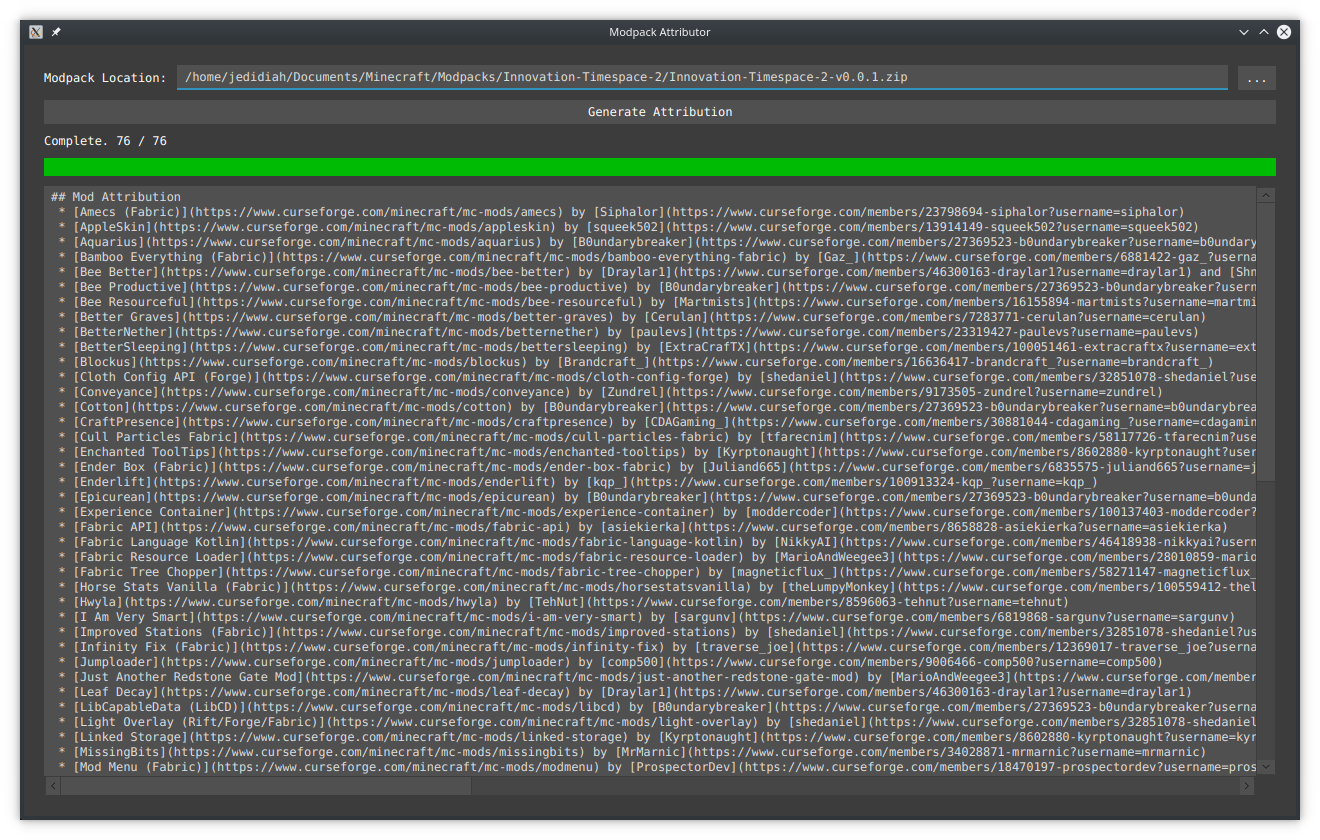 Modpack Attributor
Modpack Location: /home/jedidiah/Documents/Minecraft/Modpacks/Innovation-Timespace-2/Innovation-Timespace-2-v0.0.1.zip ...
Generate Attribution
Complete. 76 / 76
## Mod Attribution
* [Amecs (Fabric)](https://www.curseforge.com/minecraft/mc-mods/amecs) by [Siphalor](https://www.curseforge.com/members/23798694-siphalor?username=siphalor)
* [AppleSkin](https://www.curseforge.com/minecraft/mc-mods/appleskin) by [squeek502](https://www.curseforge.com/members/13914149-squeek502?username=squeek502)
* [Aquarius](https://www.curseforge.com/minecraft/mc-mods/aquarius) by [B0undarybreaker](https://www.curseforge.com/members/27369523-b0undarybreaker?username=b0undary
* [Bamboo Everything (Fabric)](https://www.curseforge.com/minecraft/mc-mods/bamboo-everything-fabric) by [Gaz_](https://www.curseforge.com/members/6881422-gaz_?userna
* [Bee Better](https://www.curseforge.com/minecraft/mc-mods/bee-better) by [Draylar1](https://www.curseforge.com/members/46300163-draylar1?username=draylar1) and [Shn
* [Bee Productive](https://www.curseforge.com/minecraft/mc-mods/bee-productive) by [B0undarybreaker](https://www.curseforge.com/members/27369523-b0undarybreaker?usern
* [Bee Resourceful](https://www.curseforge.com/minecraft/mc-mods/bee-resourceful) by [Martmists](https://www.curseforge.com/members/16155894-martmists?username=martmi
* [Better Graves](https://www.curseforge.com/minecraft/mc-mods/better-graves) by [Cerulan](https://www.curseforge.com/members/7283771-cerulan?username=cerulan)
* [BetterNether](https://www.curseforge.com/minecraft/mc-mods/betternether) by [paulevs](https://www.curseforge.com/members/23319427-paulevs?username=paulevs)
* [BetterSleeping](https://www.curseforge.com/minecraft/mc-mods/bettersleeping) by [ExtraCrafTX](https://www.curseforge.com/members/100051461-extracraftx?username=ext
* [Blockus](https://www.curseforge.com/minecraft/mc-mods/blockus) by [Brandcraft_](https://www.curseforge.com/members/16636417-brandcraft_?username=brandcraft_)
* [Cloth Config API (Forge)](https://www.curseforge.com/minecraft/mc-mods/cloth-config-forge) by [shedaniel](https://www.curseforge.com/members/32851078-shedaniel?use
* [Conveyance](https://www.curseforge.com/minecraft/mc-mods/conveyance) by [Zundrel](https://www.curseforge.com/members/9173505-zundrel?username=zundrel)
* [Cotton](https://www.curseforge.com/minecraft/mc-mods/cotton) by [B0undarybreaker](https://www.curseforge.com/members/27369523-b0undarybreaker?username=b0undarybrea
* [CraftPresence](https://www.curseforge.com/minecraft/mc-mods/craftpresence) by [CDAGaming_](https://www.curseforge.com/members/30881044-cdagaming_?username=cdagamin
* [Cull Particles Fabric](https://www.curseforge.com/minecraft/mc-mods/cull-particles-fabric) by [tfarecnim](https://www.curseforge.com/members/58117726-tfarecnim?use
* [Enchanted ToolTips](https://www.curseforge.com/minecraft/mc-mods/enchanted-tooltips) by [Kyrptonaught](https://www.curseforge.com/members/8602880-kyrptonaught?user
* [Ender Box (Fabric)](https://www.curseforge.com/minecraft/mc-mods/ender-box-fabric) by [Juliand665](https://www.curseforge.com/members/6835575-juliand665?username=j
* [Enderlift](https://www.curseforge.com/minecraft/mc-mods/enderlift) by [kqp_](https://www.curseforge.com/members/100913324-kqp_?username=kqp_)
* [Epicurean](https://www.curseforge.com/minecraft/mc-mods/epicurean) by [B0undarybreaker](https://www.curseforge.com/members/27369523-b0undarybreaker?username=b0unda
* [Experience Container](https://www.curseforge.com/minecraft/mc-mods/experience-container) by [moddercoder](https://www.curseforge.com/members/100137403-moddercoder?
* [Fabric API](https://www.curseforge.com/minecraft/mc-mods/fabric-api) by [asiekierka](https://www.curseforge.com/members/8658828-asiekierka?username=asiekierka)
* [Fabric Language Kotlin](https://www.curseforge.com/minecraft/mc-mods/fabric-language-kotlin) by [NikkyAI](https://www.curseforge.com/members/46418938-nikkyai?usern
* [Fabric Resource Loader](https://www.curseforge.com/minecraft/mc-mods/fabric-resource-loader) by [MarioAndWeegee3](https://www.curseforge.com/members/28010859-mario
* [Fabric Tree Chopper](https://www.curseforge.com/minecraft/mc-mods/fabric-tree-chopper) by [magneticflux_](https://www.curseforge.com/members/58271147-magneticflux_
* [Horse Stats Vanilla (Fabric)](https://www.curseforge.com/minecraft/mc-mods/horsestatsvanilla) by [theLumpyMonkey](https://www.curseforge.com/members/100559412-thel
* [Hwyla](https://www.curseforge.com/minecraft/mc-mods/hwyla) by [TehNut](https://www.curseforge.com/members/8596063-tehnut?username=tehnut)
* [I Am Very Smart](https://www.curseforge.com/minecraft/mc-mods/i-am-very-smart) by [sargunv](https://www.curseforge.com/members/6819868-sargunv?username=sargunv)
* [Improved Stations (Fabric)](https://www.curseforge.com/minecraft/mc-mods/improved-stations) by [shedaniel](https://www.curseforge.com/members/32851078-shedaniel?us
* [Infinity Fix (Fabric)](https://www.curseforge.com/minecraft/mc-mods/infinity-fix) by [traverse_joe](https://www.curseforge.com/members/12369017-traverse_joe?userna
* [Jumploader](https://www.curseforge.com/minecraft/mc-mods/jumploader) by [comp500](https://www.curseforge.com/members/9006466-comp500?username=comp500)
* [Just Another Redstone Gate Mod](https://www.curseforge.com/minecraft/mc-mods/just-another-redstone-gate-mod) by [MarioAndWeegee3](https://www.curseforge.com/member
* [Leaf Decay](https://www.curseforge.com/minecraft/mc-mods/leaf-decay) by [Draylar1](https://www.curseforge.com/members/46300163-draylar1?username=draylar1)
* [LibCapableData (LibCD)](https://www.curseforge.com/minecraft/mc-mods/libcd) by [B0undarybreaker](https://www.curseforge.com/members/27369523-b0undarybreaker?userna
* [Light Overlay (Rift/Forge/Fabric)](https://www.curseforge.com/minecraft/mc-mods/light-overlay) by [shedaniel](https://www.curseforge.com/members/32851078-shedaniel
* [Linked Storage](https://www.curseforge.com/minecraft/mc-mods/linked-storage) by [Kyrptonaught](https://www.curseforge.com/members/8602880-kyrptonaught?username=kyr
* [MissingBits](https://www.curseforge.com/minecraft/mc-mods/missingbits) by [MrMarnic](https://www.curseforge.com/members/34028871-mrmarnic?username=mrmarnic)
* [Mod Menu (Fabric)](https://www.curseforge.com/minecraft/mc-mods/modmenu) by [ProspectorDev](https://www.curseforge.com/members/18470197-prospectordev?username=pros